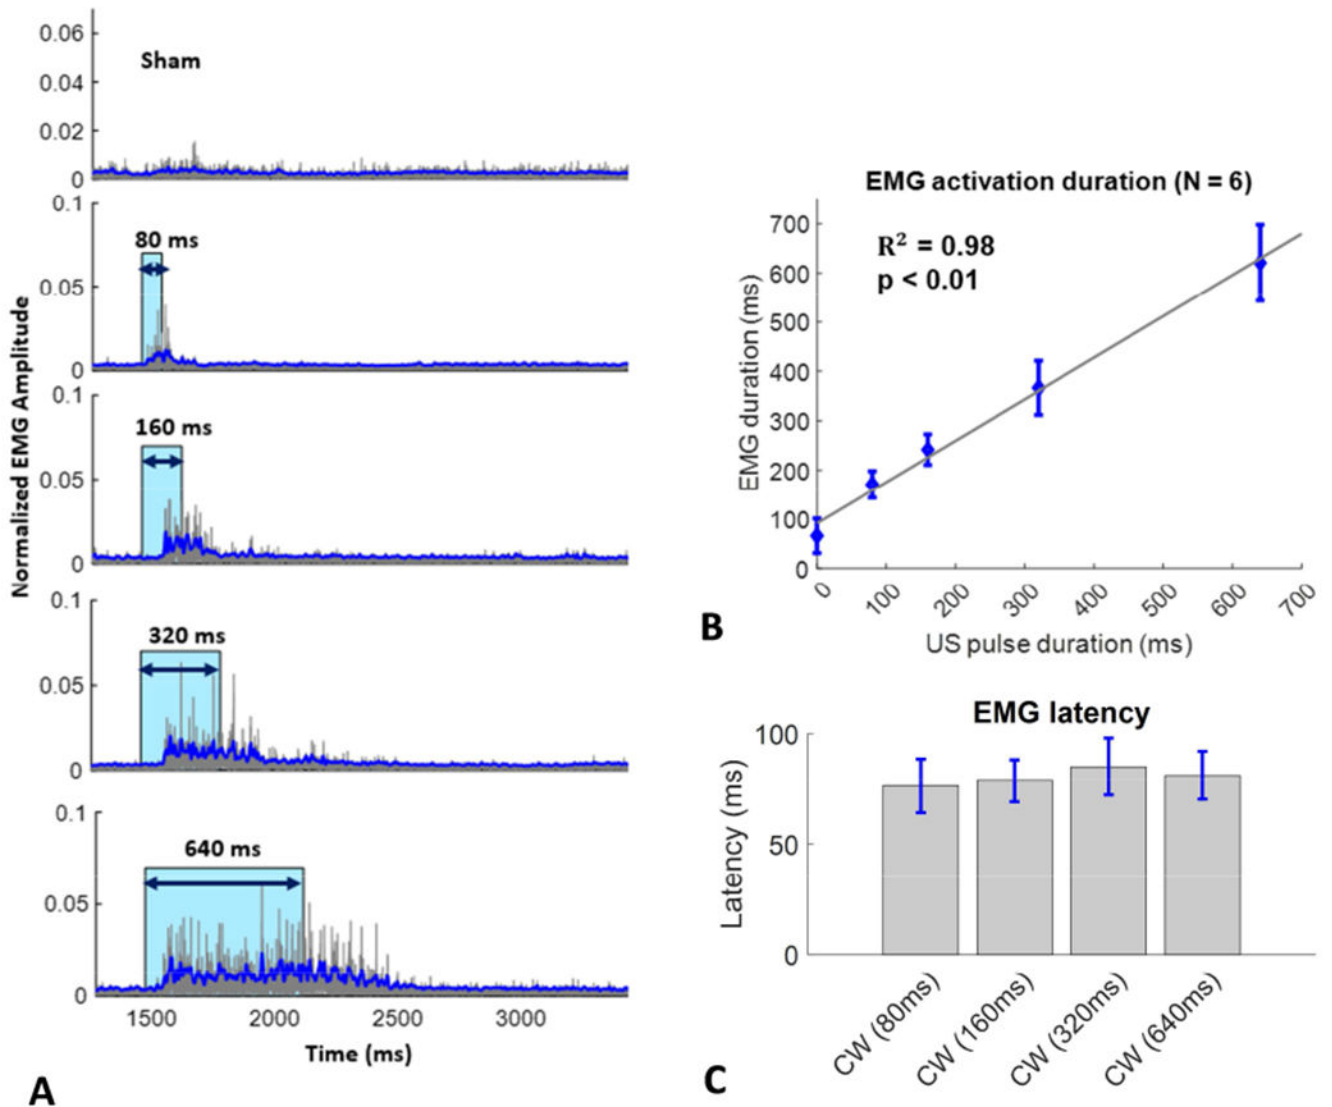 0.06
Sham
0.04
0.02
0
0.1
80 ms
0.05
0
0.1
160 ms
0.05
0
0.1
320 ms
0.05
0
0.1
640 ms
0.05
0
1500 2000 2500 3000
Time (ms)
Normalized EMG Amplitude
A
EMG activation duration (N = 6)
R² = 0.98
p < 0.01
700
600
500
400
300
200
100
0
EMG duration (ms)
0 100 200 300 400 500 600 700
US pulse duration (ms)
B
EMG latency
100
50
0
Latency (ms)
CW (80ms)
CW (160ms)
CW (320ms)
CW (640ms)
C